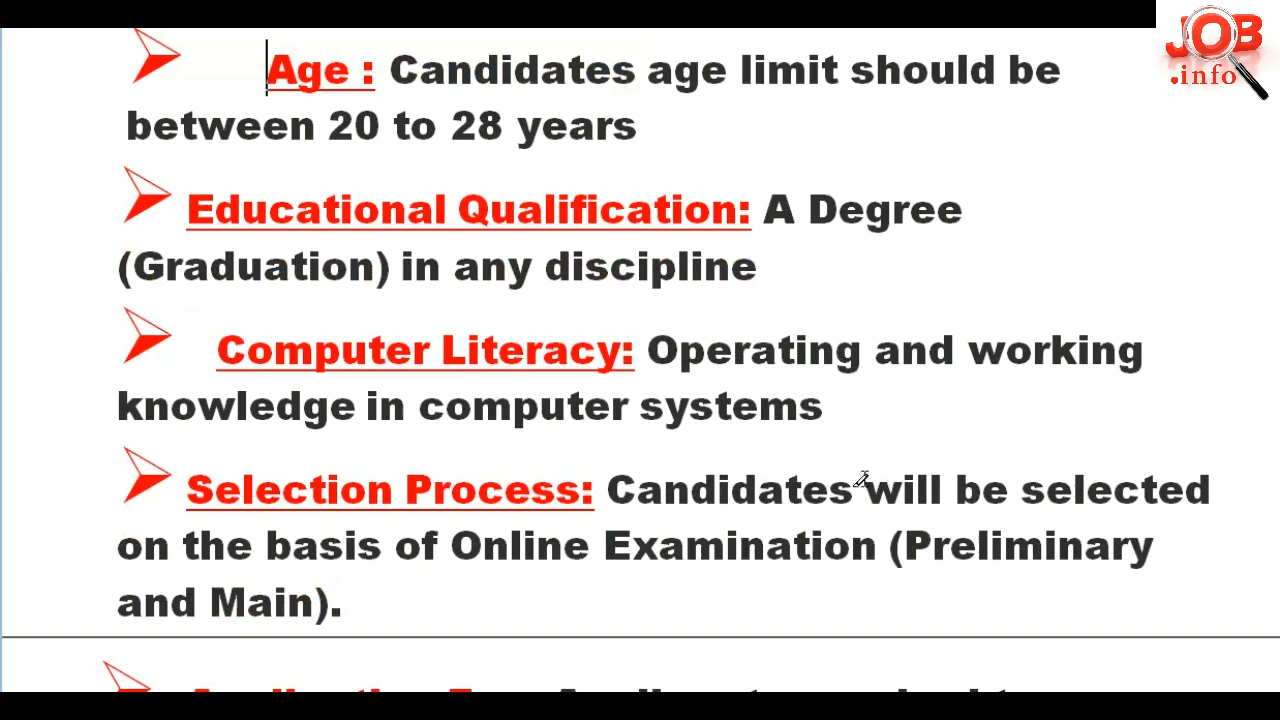 JOB
.info
Age : Candidates age limit should be
between 20 to 28 years
Educational Qualification: A Degree
(Graduation) in any discipline
Computer Literacy: Operating and working
knowledge in computer systems
Selection Process: Candidates will be selected
on the basis of Online Examination (Preliminary
and Main).